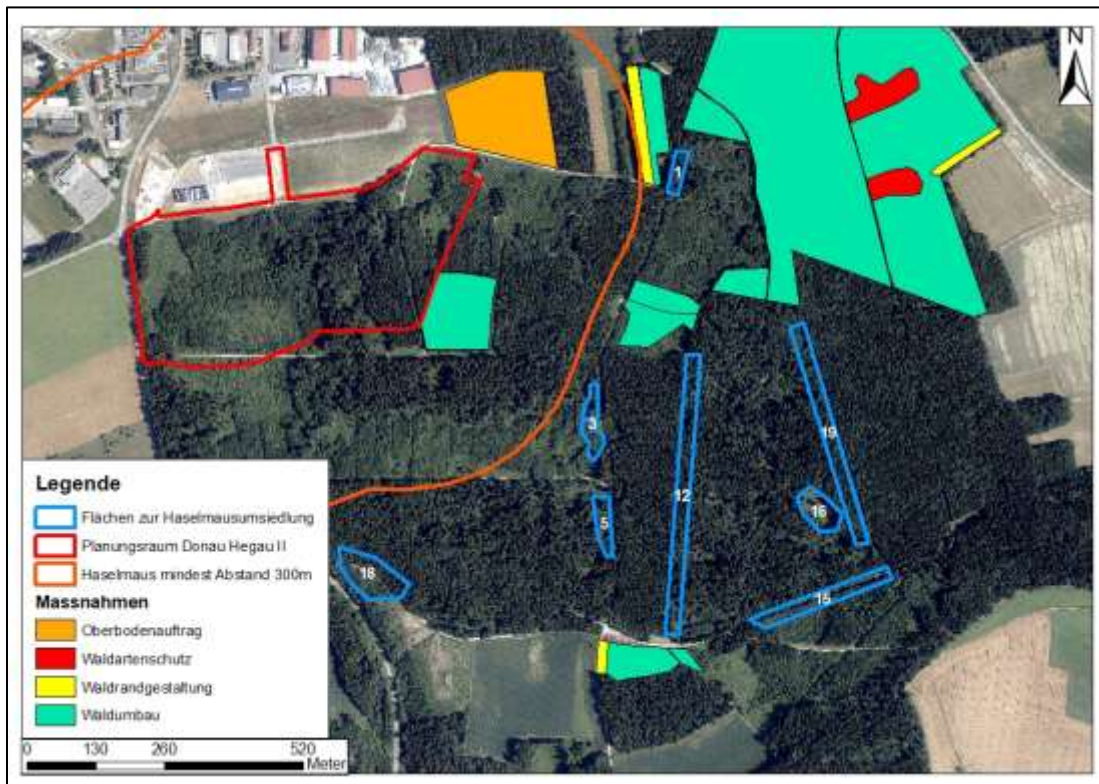 N
1
3
19
12
16
5
18
15
Legende
Flächen zur Haselmausumsiedlung
Planungsraum Donau Hegau II
Haselmaus mindest Abstand 300m
Massnahmen
Oberbodenauftrag
Waldartenschutz
Waldrandgestaltung
Waldumbau
0 130 260 520
Meter